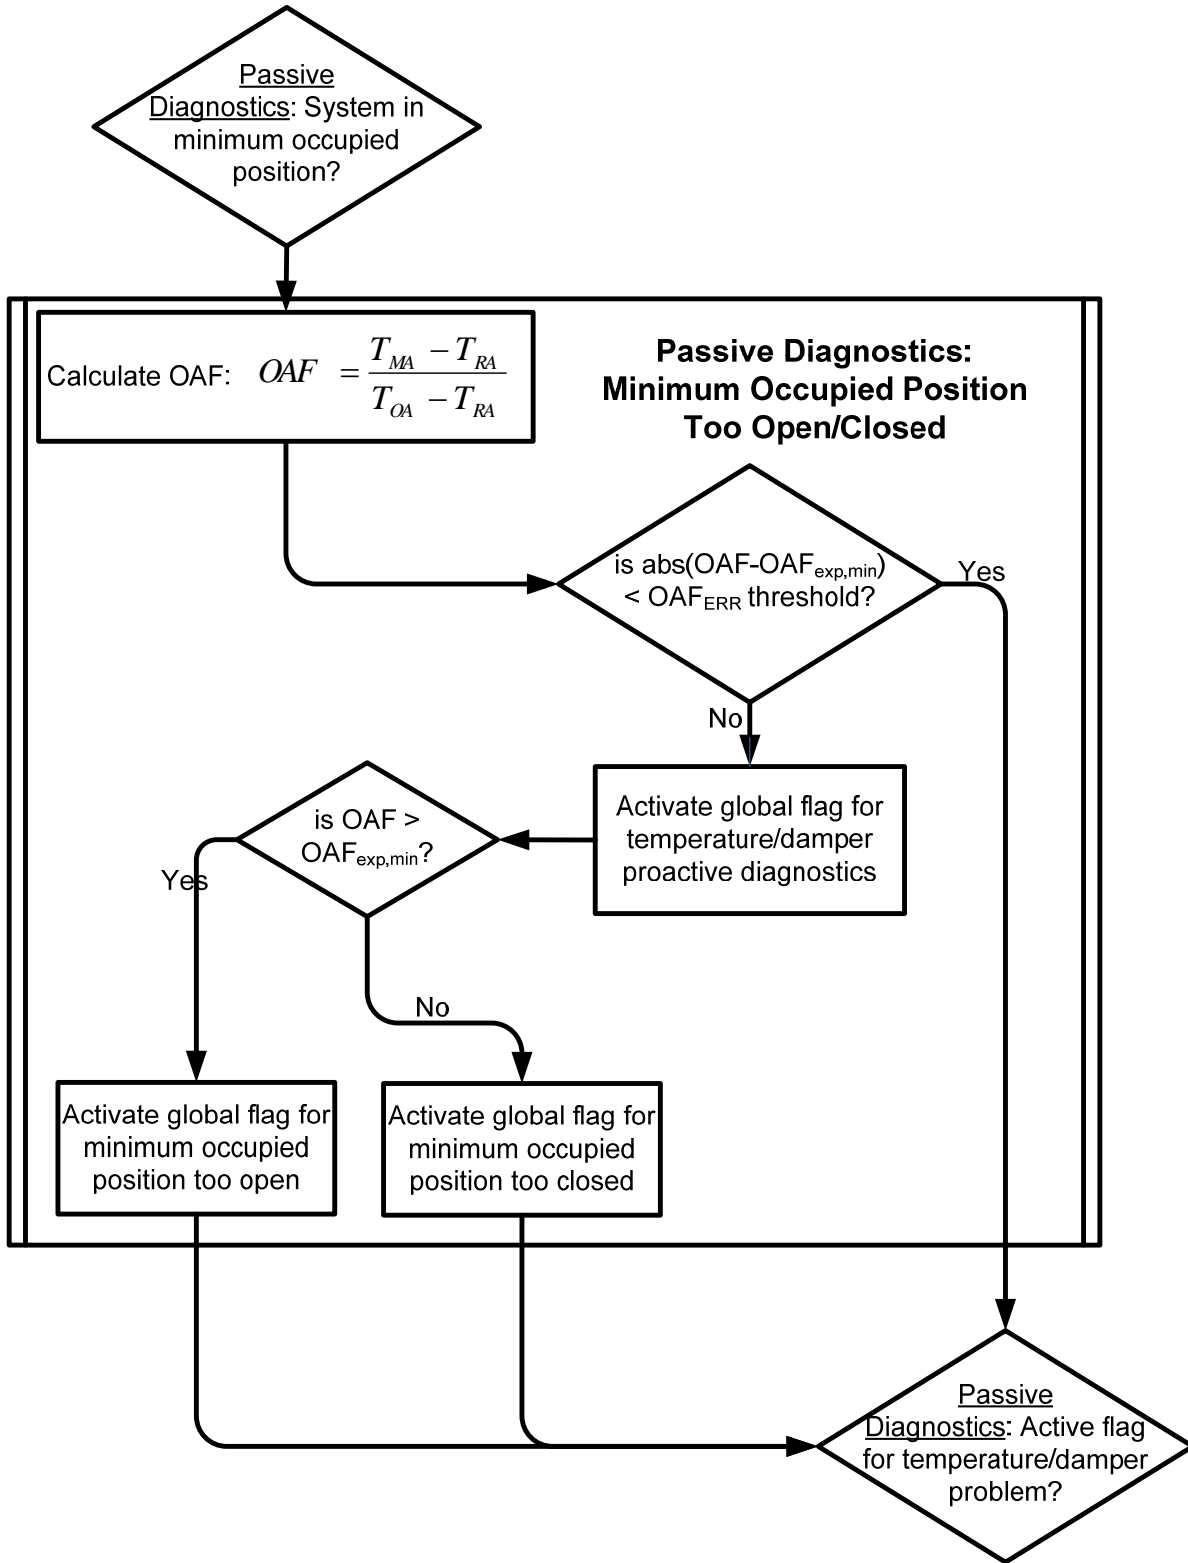 Passive
Diagnostics: System in
minimum occupied
position?
Calculate OAF: OAF = (T_MA − T_RA) / (T_OA − T_RA)
Passive Diagnostics:
Minimum Occupied Position
Too Open/Closed
is abs(OAF-OAF_exp,min)
< OAF_ERR threshold?
Yes
No
Activate global flag for
temperature/damper
proactive diagnostics
is OAF >
OAF_exp,min?
Yes
No
Activate global flag for
minimum occupied
position too open
Activate global flag for
minimum occupied
position too closed
Passive
Diagnostics: Active flag
for temperature/damper
problem?